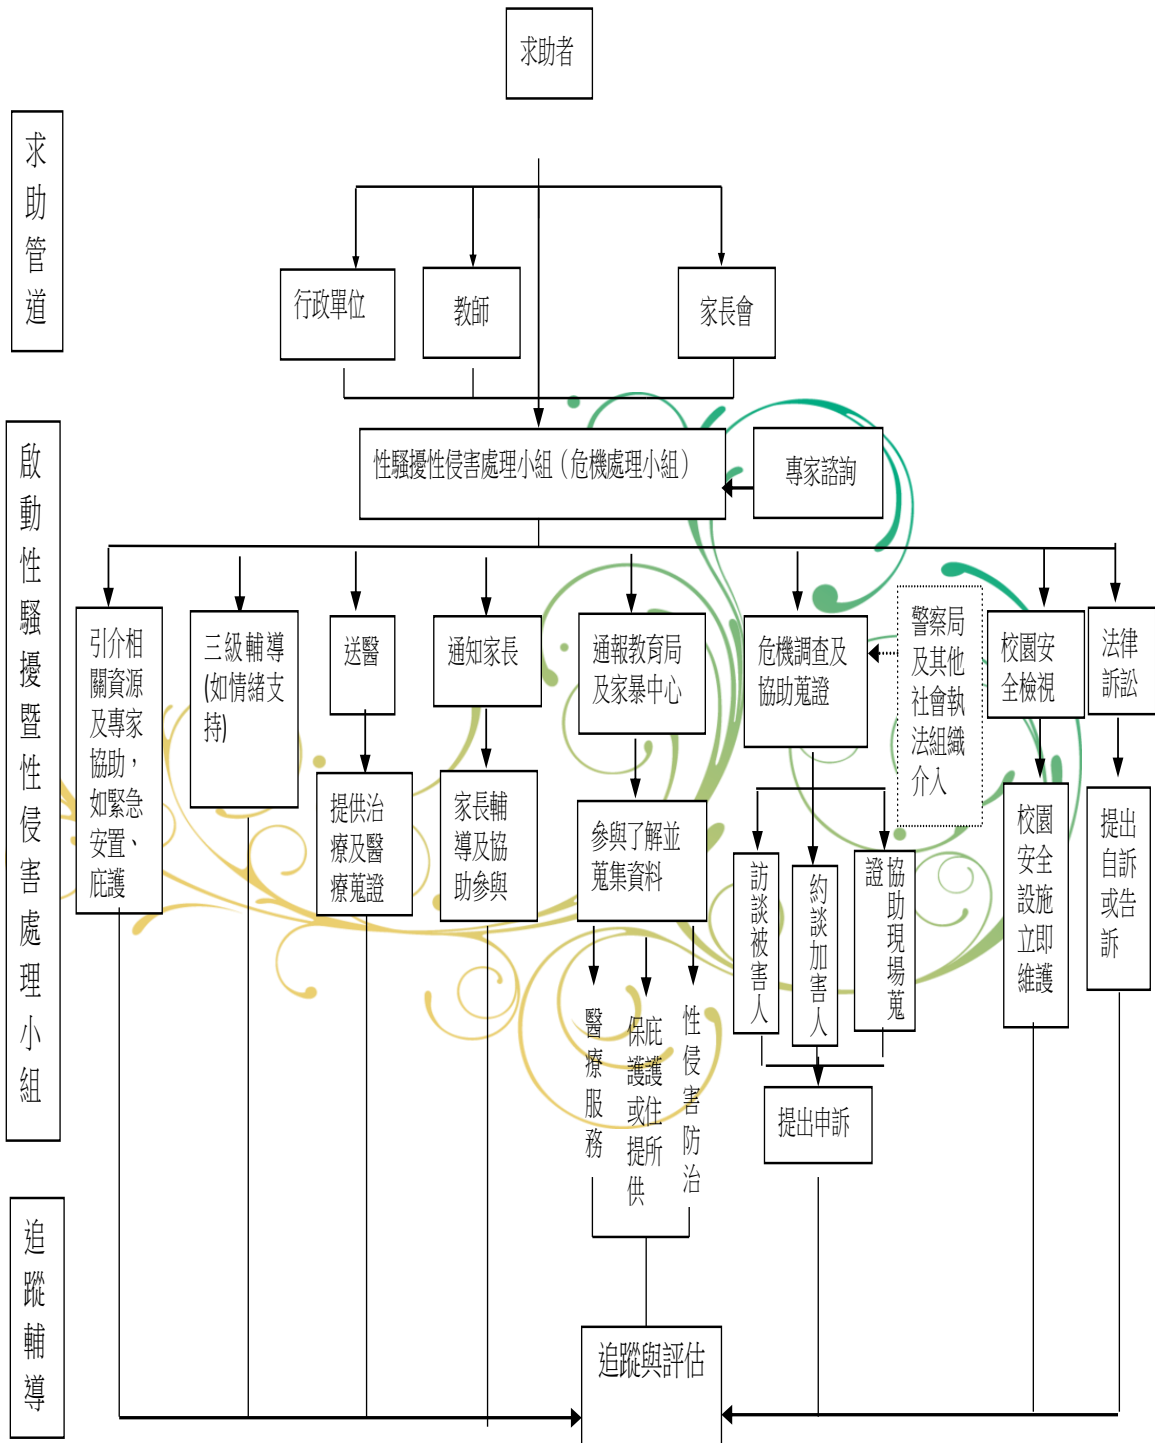 求助者
求助管道
行政單位
教師
家長會
啟動性騷擾暨性侵害處理小組
性騷擾性侵害處理小組（危機處理小組）
專家諮詢
引介相
關資源
及專家
協助，
如緊急
安置、
庇護
三級輔導
(如情緒支
持)
送醫
通知家長
通報教育局
及家暴中心
危機調查及
協助蒐證
警察局
及其他
社會執
法組織
介入
校園安
全檢視
法律
訴訟
提供治
療及醫
療蒐證
家長輔
導及協
助參與
參與了解並
蒐集資料
訪談被害人
約談加害人
協助現場蒐
證
校園
安全
設施
立即
維護
提出
自訴
或告
訴
醫療服務
庇護住所
保護或提供
性侵害防治
提出申訴
追蹤輔導
追蹤與評估